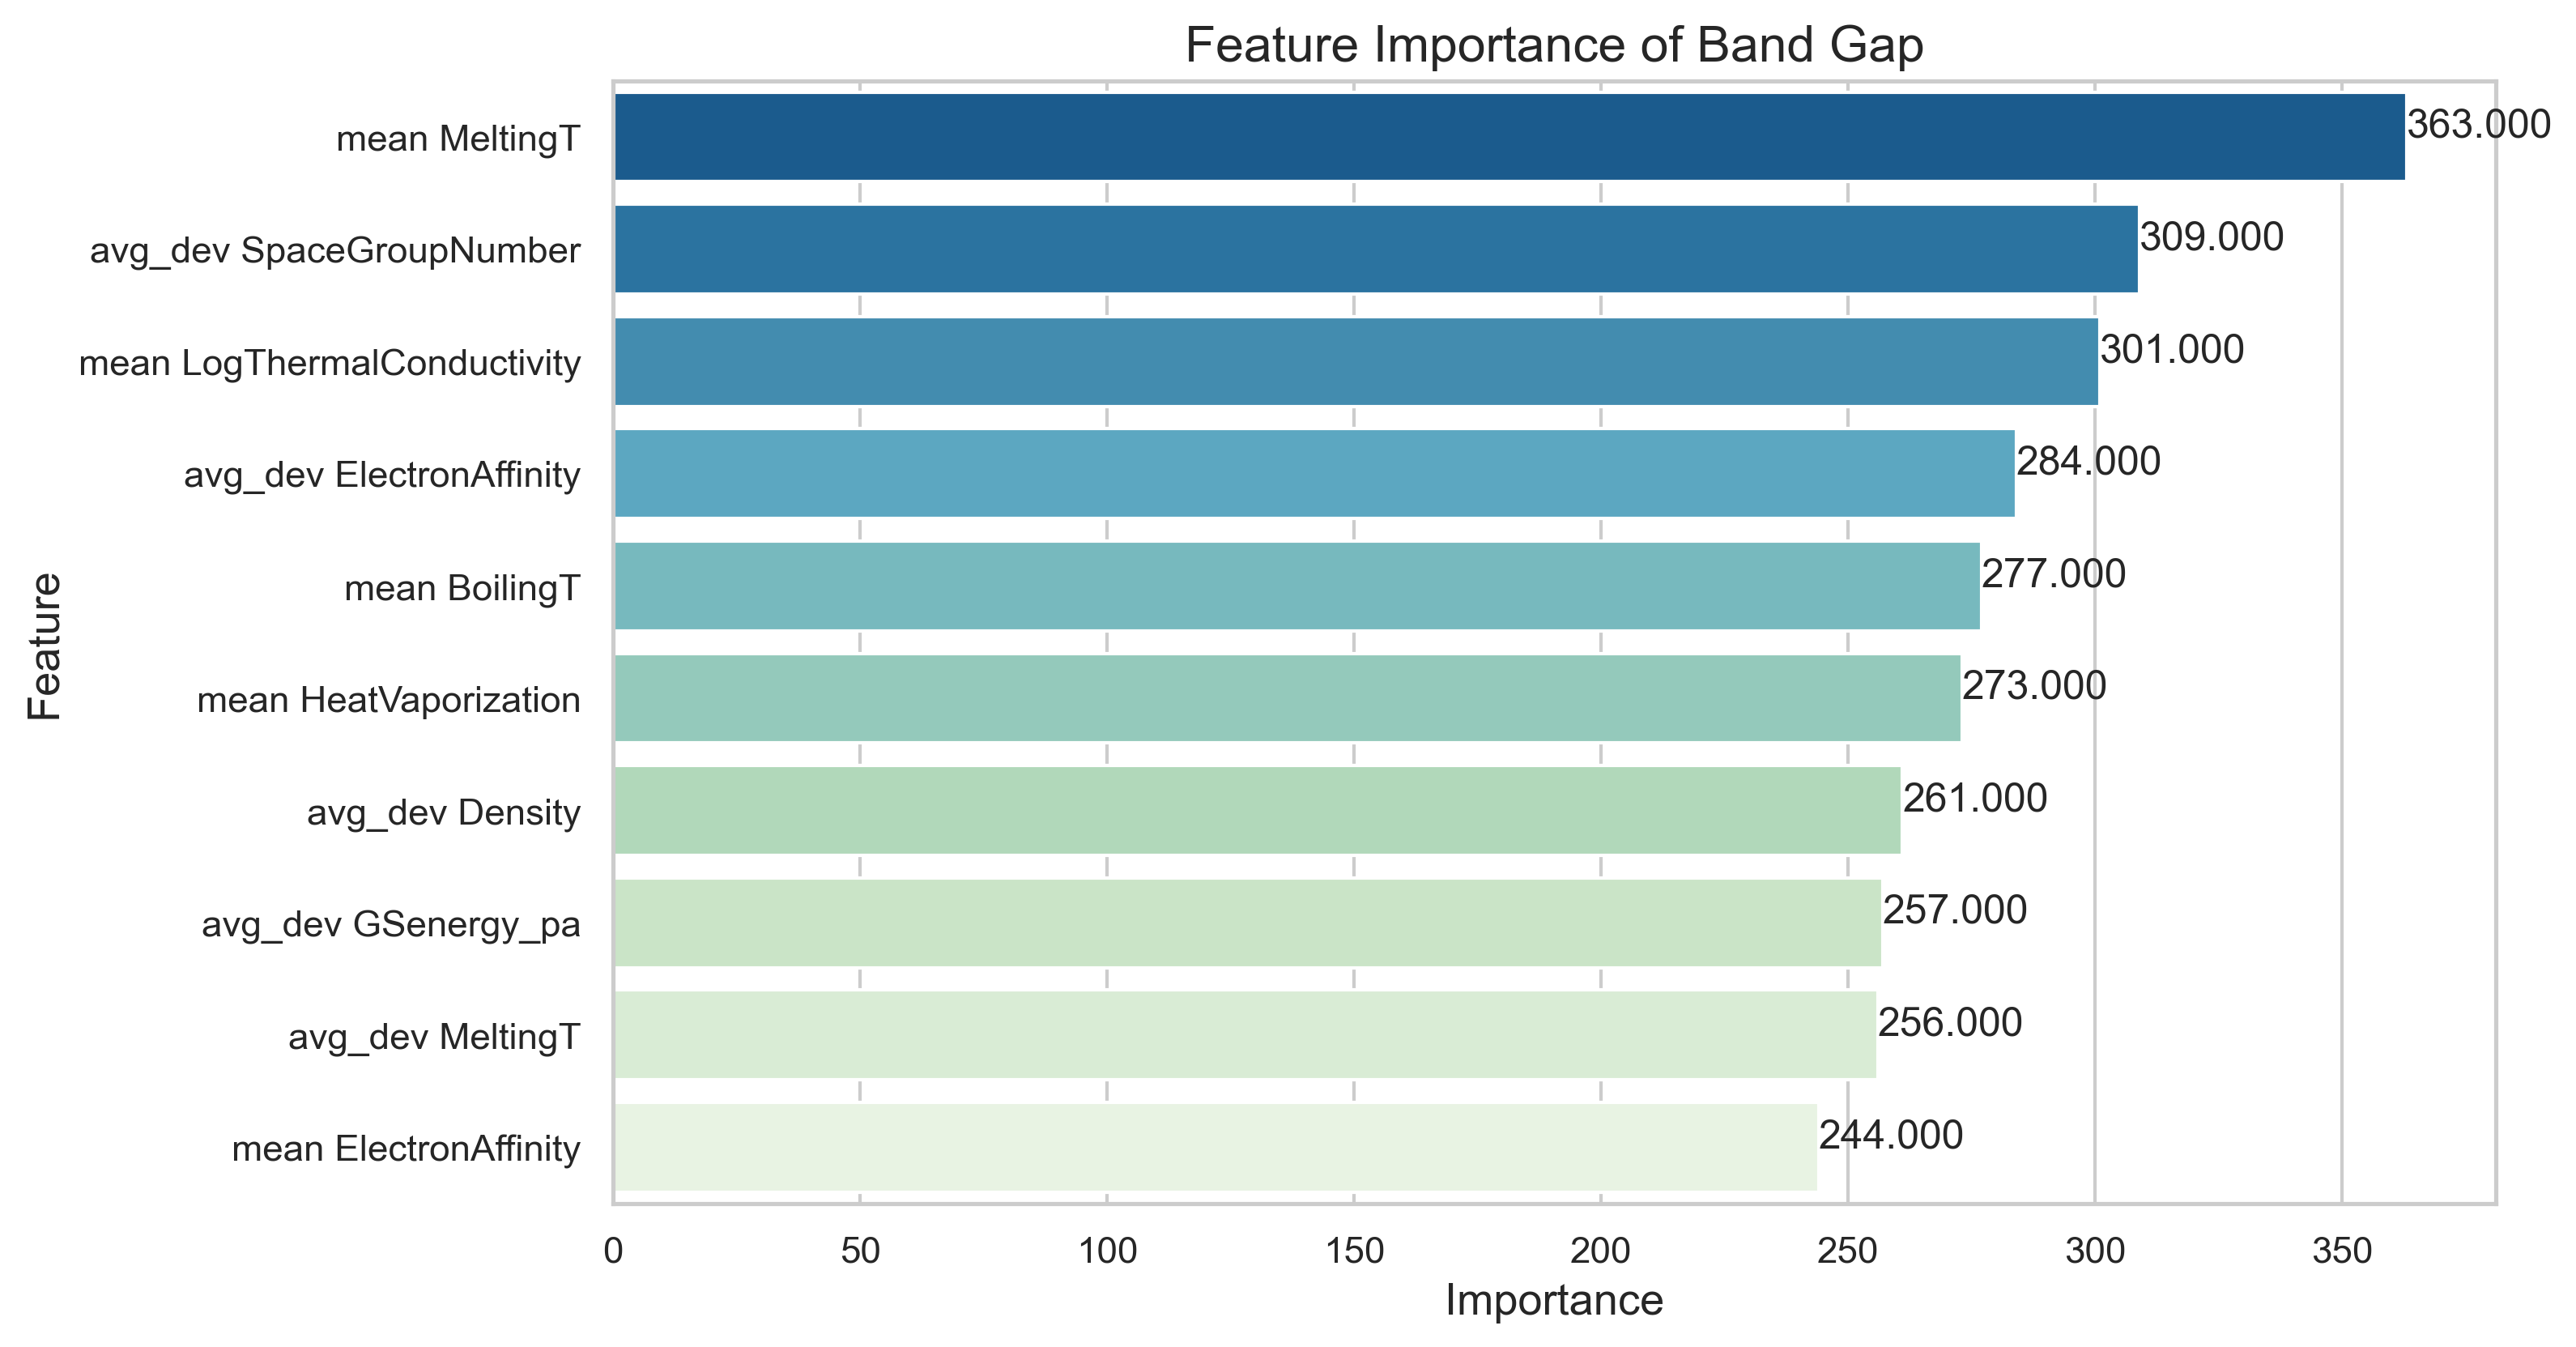 Feature Importance of Band Gap
mean MeltingT
363.000
avg_dev SpaceGroupNumber
309.000
mean LogThermalConductivity
301.000
avg_dev ElectronAffinity
284.000
mean BoilingT
277.000
mean HeatVaporization
273.000
avg_dev Density
261.000
avg_dev GSenergy_pa
257.000
avg_dev MeltingT
256.000
mean ElectronAffinity
244.000
Feature
0 50 100 150 200 250 300 350
Importance